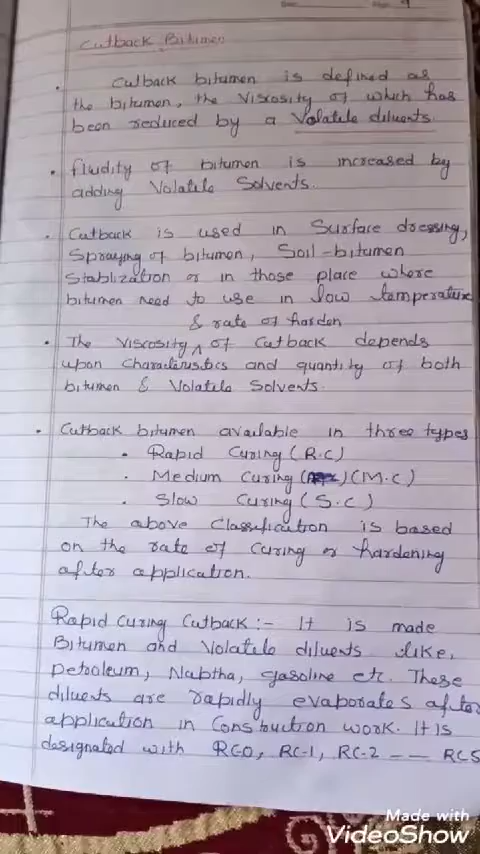 Cutback Bitumen
• Cutback bitumen is defined as
the bitumen, the Viscosity of which has
been reduced by a Volatile diluents.
• fluidity of bitumen is increased by
adding Volatile Solvents.
• Cutback is used in Surface dressing,
Spraying of bitumen, Soil-bitumen
Stablization or in those place where
bitumen need to use in low temperature
& rate of harden
• The Viscosity ^ of Cutback depends
upon characteristics and quantity of both
bitumen & Volatile Solvents.
• Cutback bitumen available in three types
• Rapid Curing (R.C)
• Medium Curing (M.C)
• Slow Curing (S.C)
The above classification is based
on the rate of curing or hardening
after application.
Rapid Curing Cutback :- It is made
Bitumen and Volatile diluents like,
Petroleum, Nabtha, gasoline etc. These
diluents are rapidly evaporates after
application in Constuction work. It is
designated with RC0, RC-1, RC-2 --- RC5
Made with
VideoShow